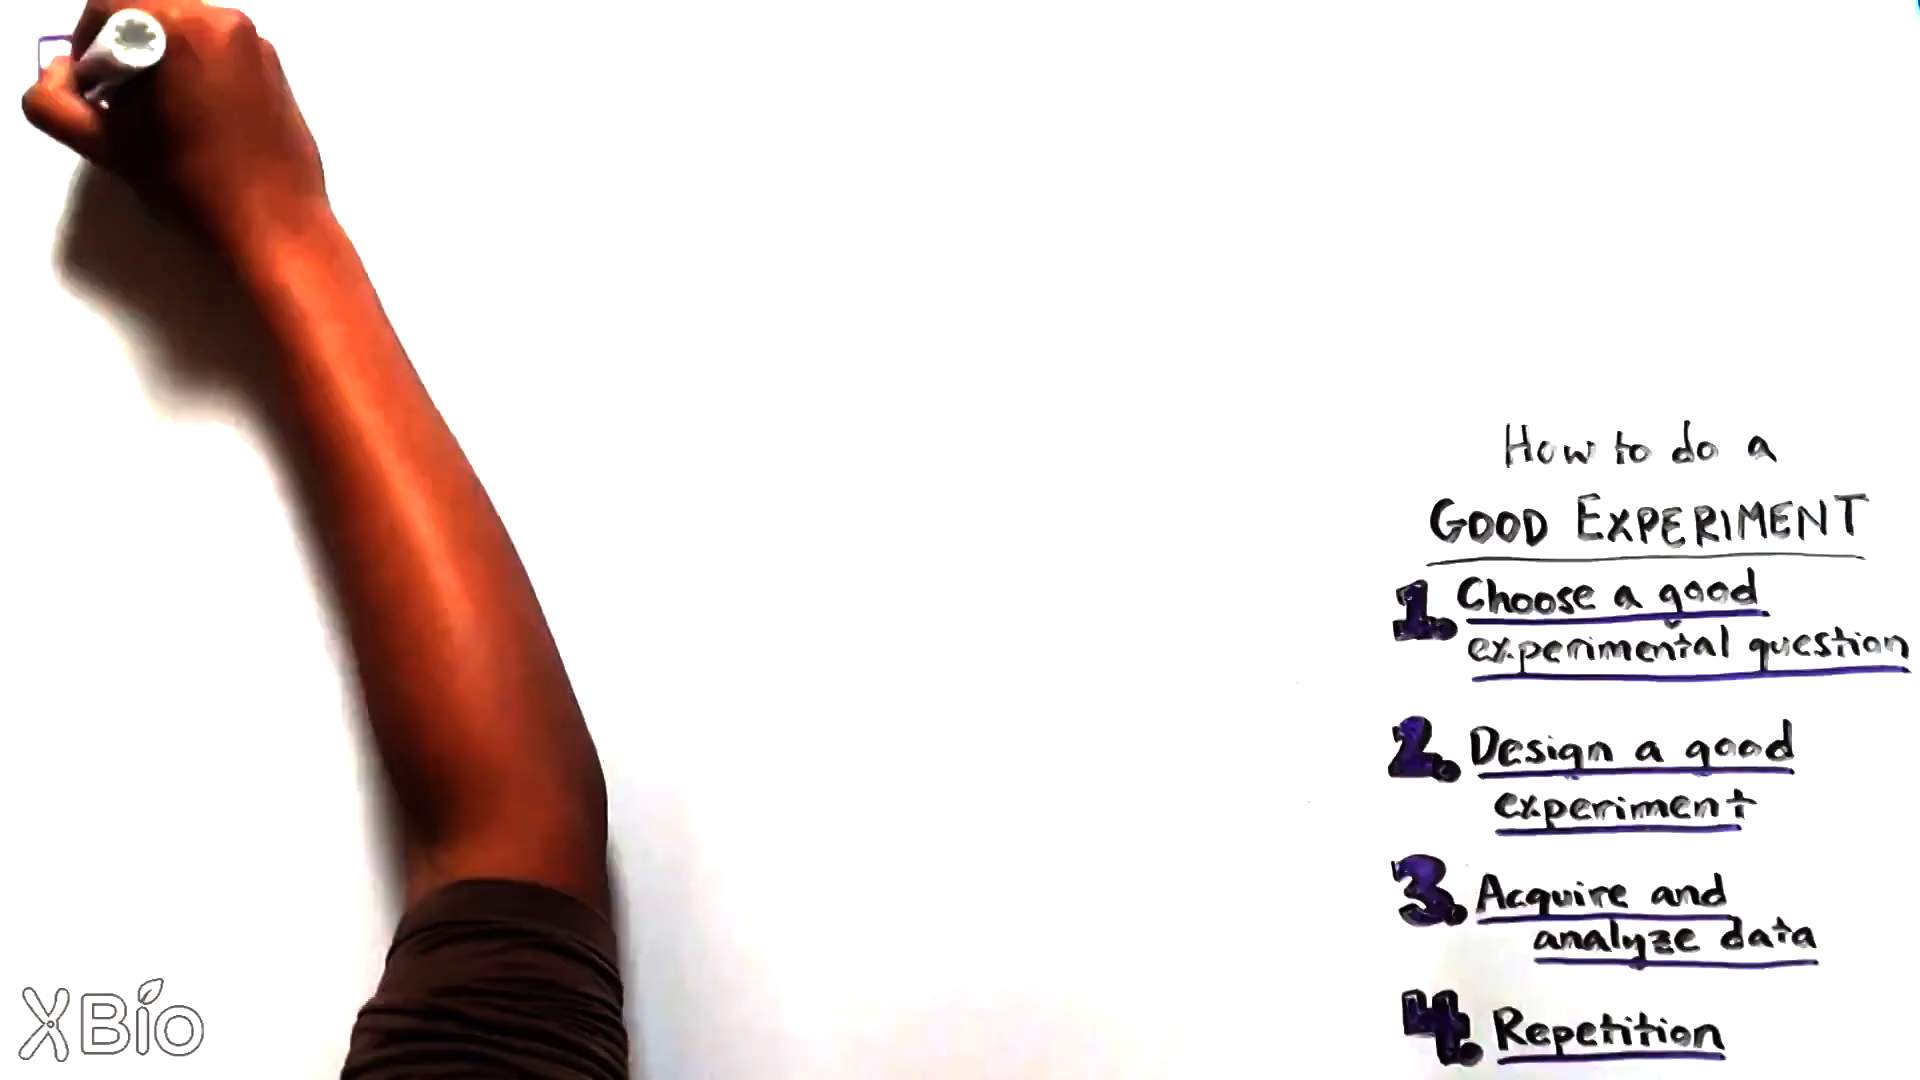 How to do a
GOOD EXPERIMENT
1. Choose a good
experimental question
2. Design a good
experiment
3. Acquire and
analyze data
4. Repetition
XBio